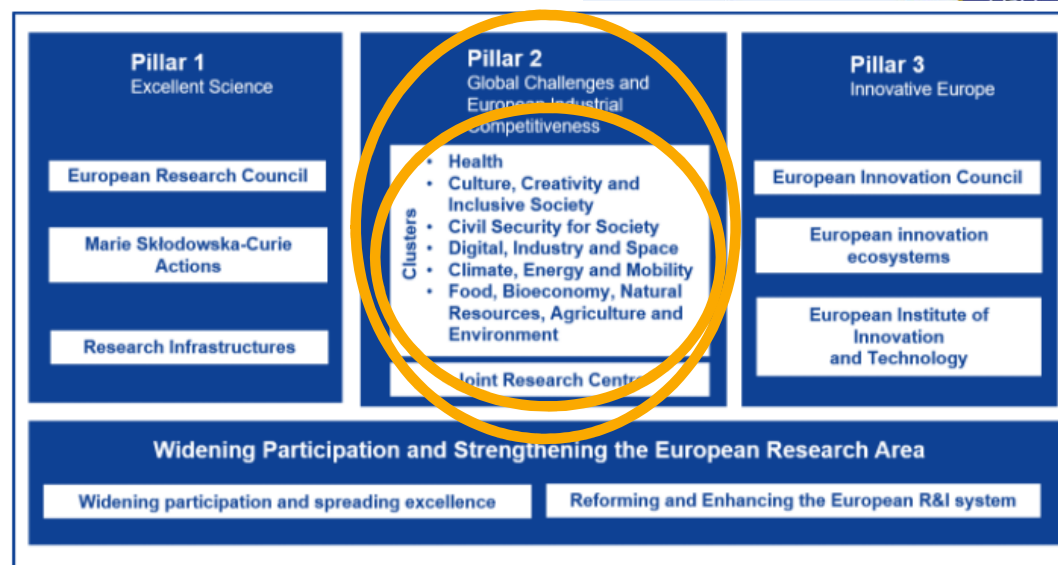 Pillar 1
Excellent Science
European Research Council
Marie Skłodowska-Curie
Actions
Research Infrastructures
Pillar 2
Global Challenges and
European Industrial
Competitiveness
Clusters
• Health
• Culture, Creativity and
Inclusive Society
• Civil Security for Society
• Digital, Industry and Space
• Climate, Energy and Mobility
• Food, Bioeconomy, Natural
Resources, Agriculture and
Environment
Joint Research Centre
Pillar 3
Innovative Europe
European Innovation Council
European innovation
ecosystems
European Institute of
Innovation
and Technology
Widening Participation and Strengthening the European Research Area
Widening participation and spreading excellence
Reforming and Enhancing the European R&I system